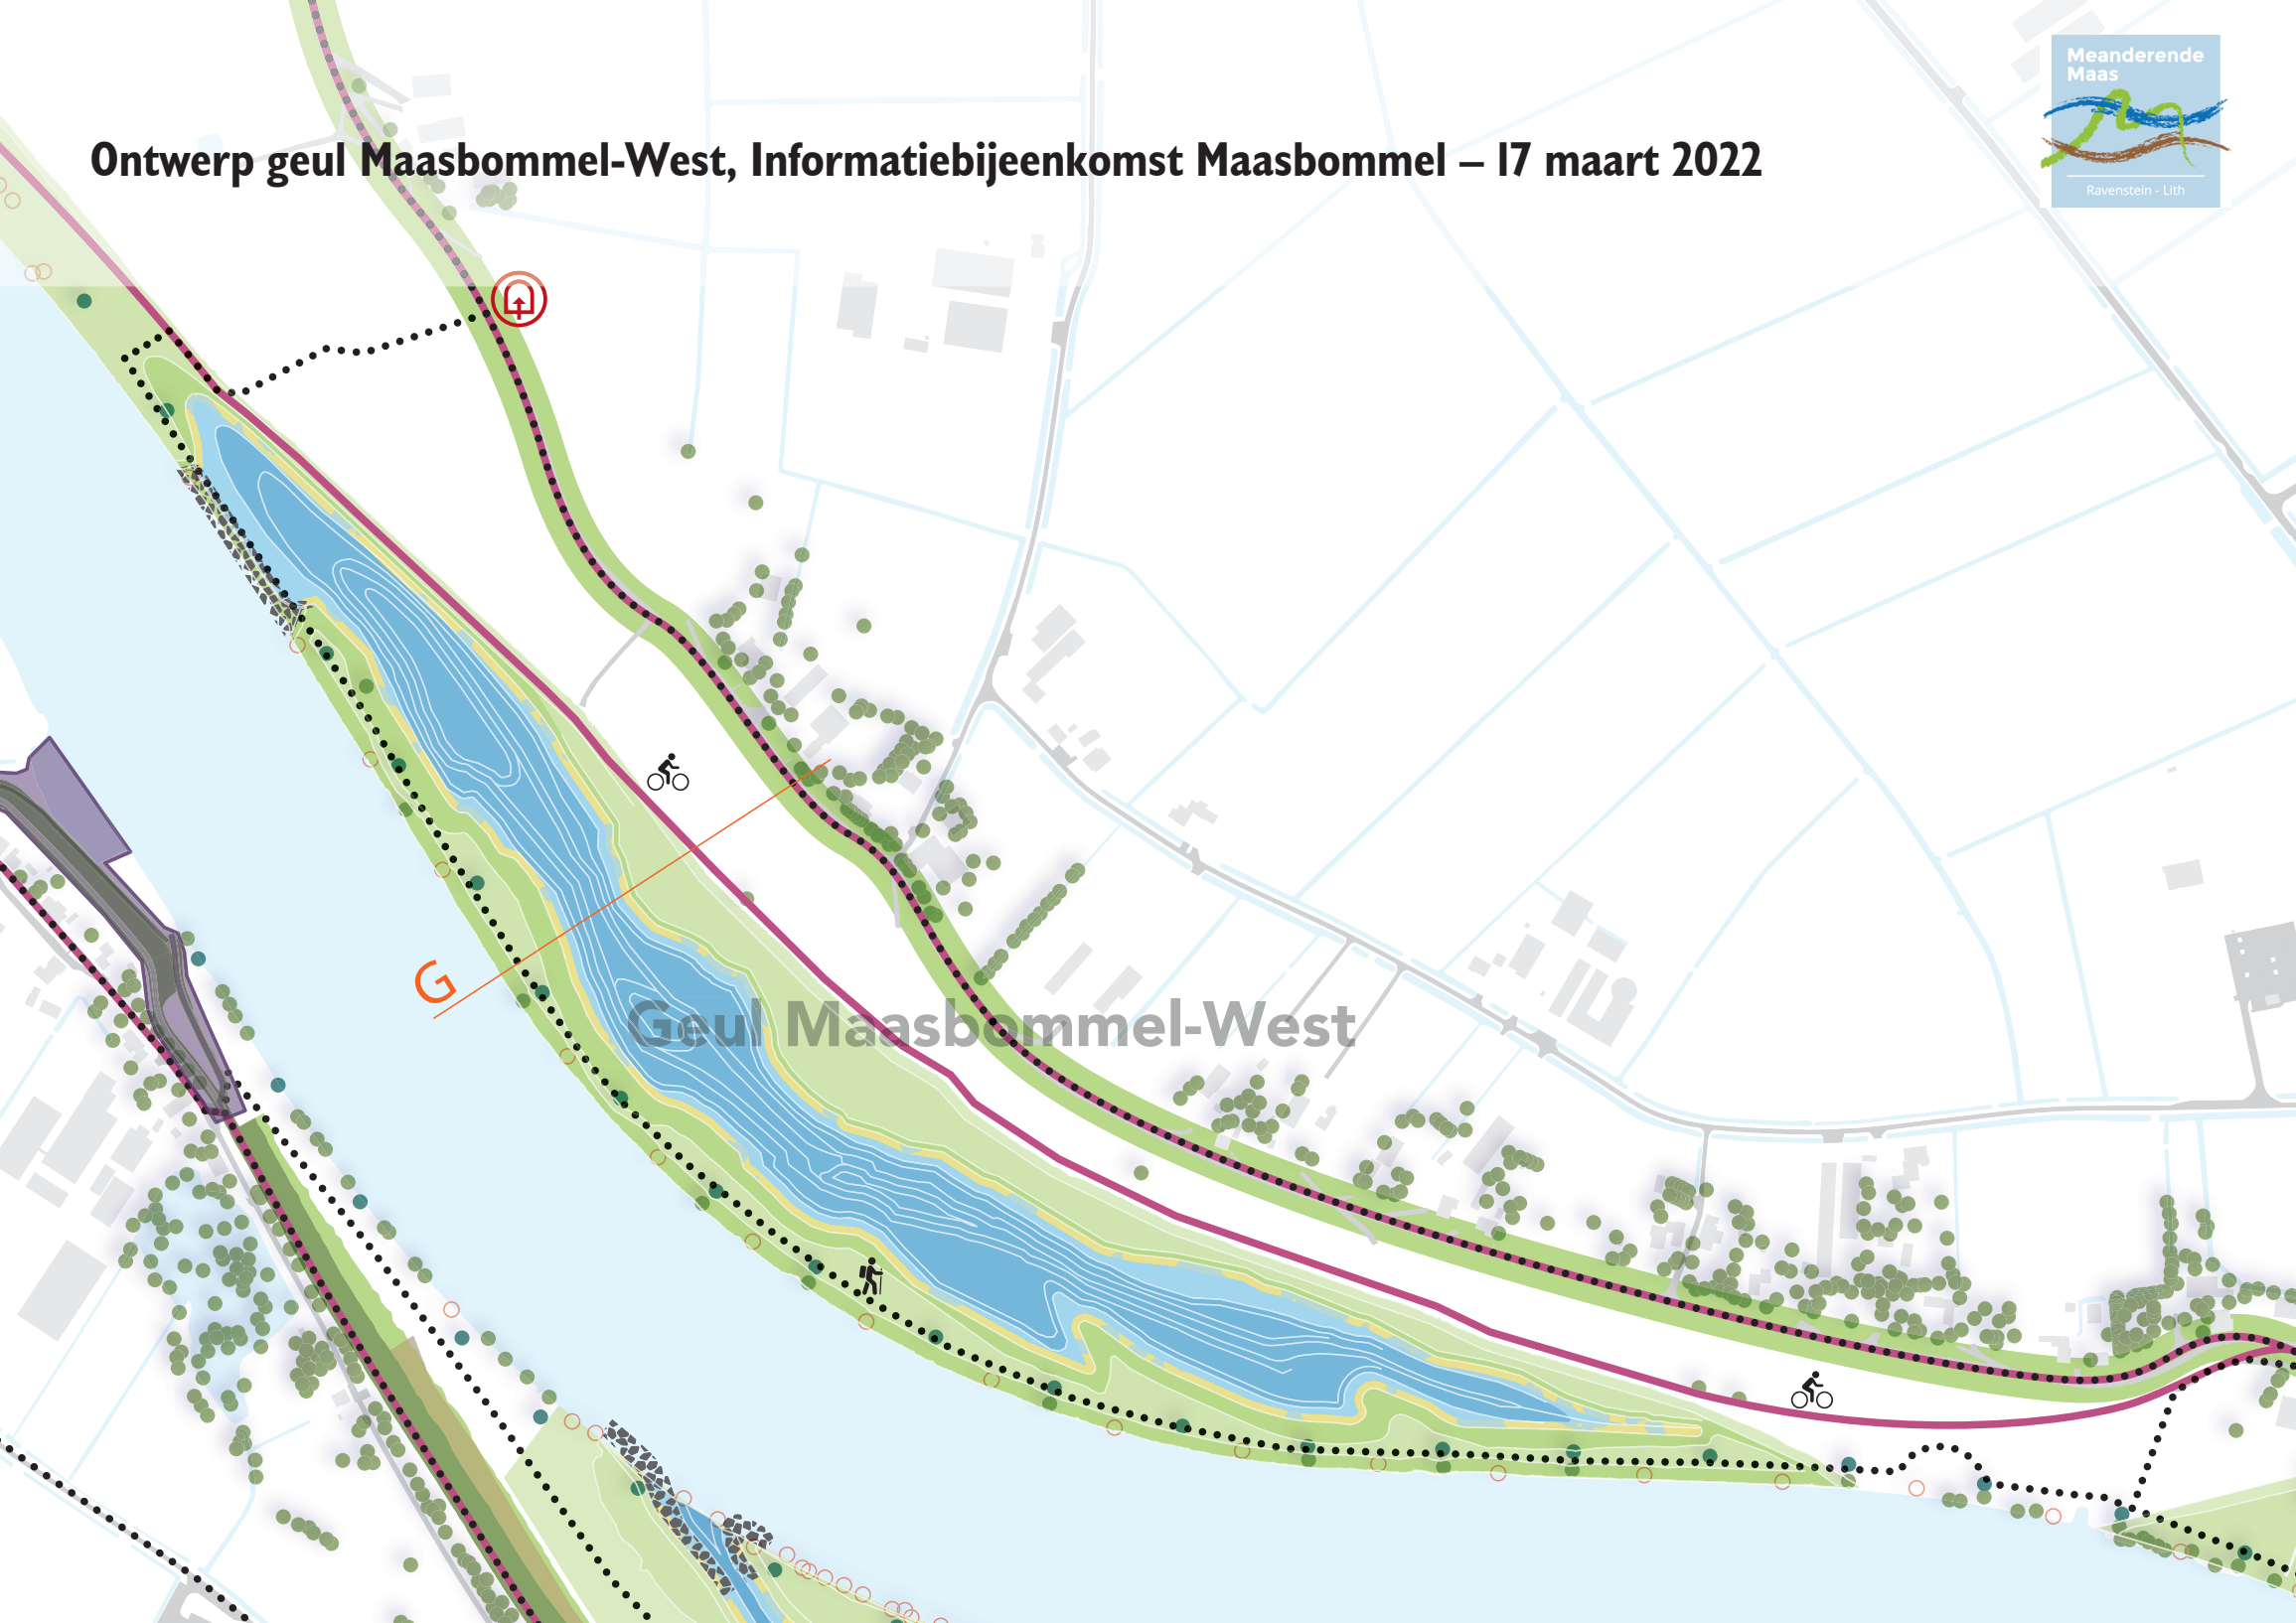 Meanderende
Maas
Ontwerp geul Maasbommel-West, Informatiebijeenkomst Maasbommel – 17 maart 2022
Ravenstein - Lith
G
Geul Maasbommel-West